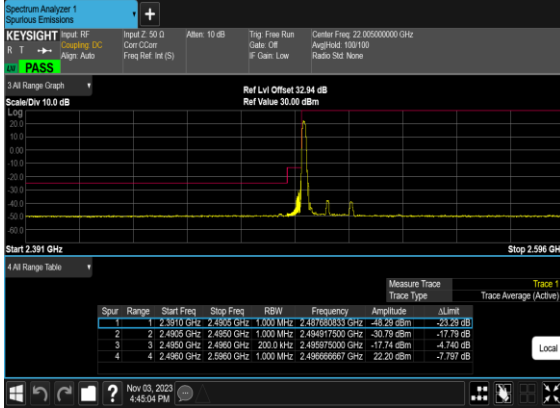 Spectrum Analyzer 1
Spurious Emissions
+
KEYSIGHT Input: RF Input Z: 50 Ω Atten: 10 dB Trig: Free Run Center Freq: 22.005000000 GHz
R T Coupling: DC Corr CCorr Gate: Off Avg|Hold: 100/100
Align: Auto Freq Ref: Int (S) IF Gain: Low Radio Std: None
PASS
3.All Range Graph
Ref Lvl Offset 32.94 dB
Scale/Div 10.0 dB Ref Value 30.00 dBm
Log
20.0
10.0
0.00
-10.0
-20.0
-30.0
-40.0
-50.0
-60.0
Start 2.391 GHz Stop 2.596 GH
4.All Range Table
Measure Trace Trace 1
Trace Type Trace Average (Active)
Spur Range Start Freq Stop Freq RBW Frequency Amplitude ΔLimit
1 1 2.3910 GHz 2.4905 GHz 1.000 MHz 2.487680833 GHz -48.29 dBm -23.29 dB
2 2 2.4905 GHz 2.4950 GHz 1.000 MHz 2.494917500 GHz -30.79 dBm -17.79 dB
3 3 2.4950 GHz 2.4960 GHz 200.0 kHz 2.495975000 GHz -17.74 dBm -4.740 dB
4 4 2.4960 GHz 2.5960 GHz 1.000 MHz 2.496666667 GHz 22.20 dBm -7.797 dB
Local
? Nov 03, 2023
4:45:04 PM